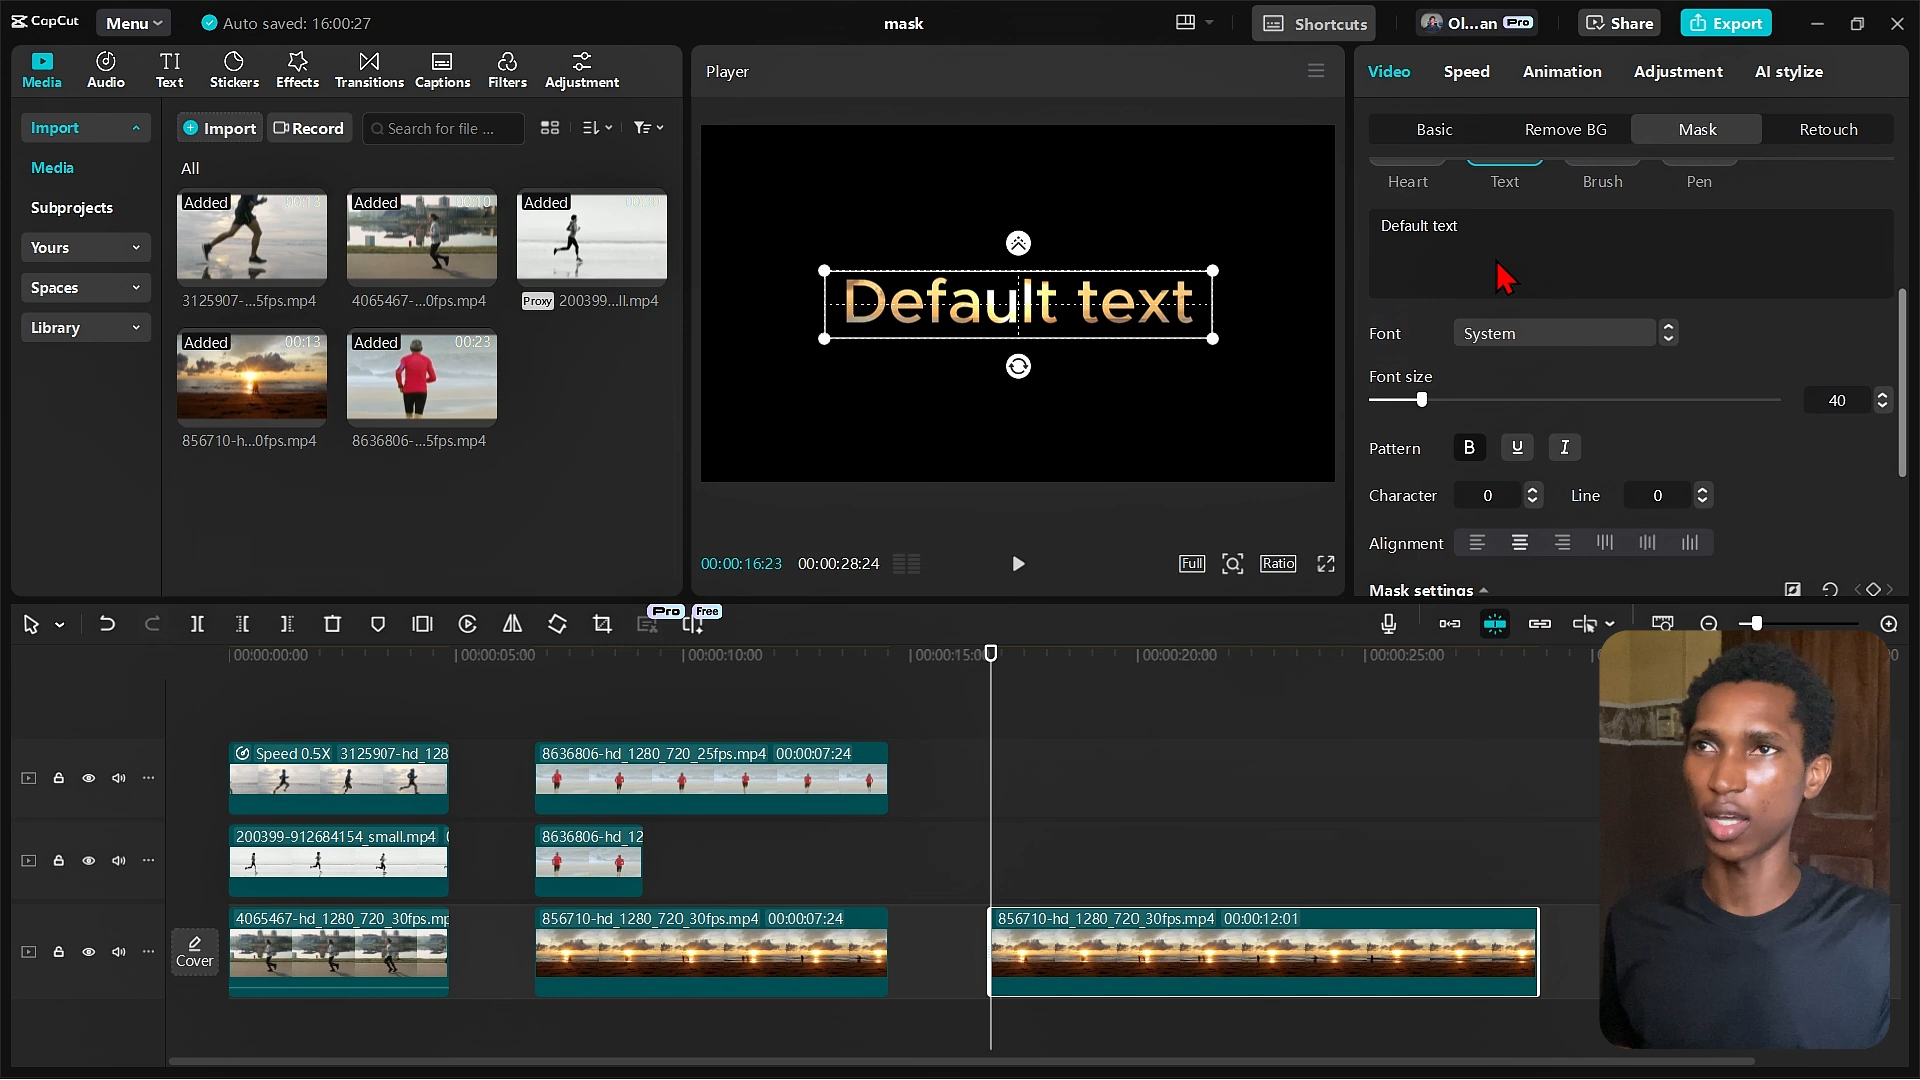 CapCut
Menu
Auto saved: 16:00:27
mask
Shortcuts
Ol...an Pro
Share
Export
Media
Audio
TI
Text
Stickers
Effects
Transitions
Captions
Filters
Adjustment
Import
Media
Subprojects
Yours
Spaces
Library
Import
Record
Search for file ...
All
Added
3125907-...5fps.mp4
Added
4065467-...0fps.mp4
Added
Proxy 200399...ll.mp4
Added 00:13
856710-h...0fps.mp4
Added 00:23
8636806-...5fps.mp4
Player
Default text
00:00:16:23 00:00:28:24
Full
Ratio
Video
Speed
Animation
Adjustment
AI stylize
Basic
Remove BG
Mask
Retouch
Heart
Text
Brush
Pen
Default text
Font System
Font size
40
Pattern B U I
Character 0 Line 0
Alignment
Mask settings
Pro Free
00:00:00:00 00:00:05:00 00:00:10:00 00:00:15:00 00:00:20:00 00:00:25:00
Speed 0.5X 3125907-hd_128
8636806-hd_1280_720_25fps.mp4 00:00:07:24
200399-912684154_small.mp4
8636806-hd_12
Cover
4065467-hd_1280_720_30fps.mp
856710-hd_1280_720_30fps.mp4 00:00:07:24
856710-hd_1280_720_30fps.mp4 00:00:12:01